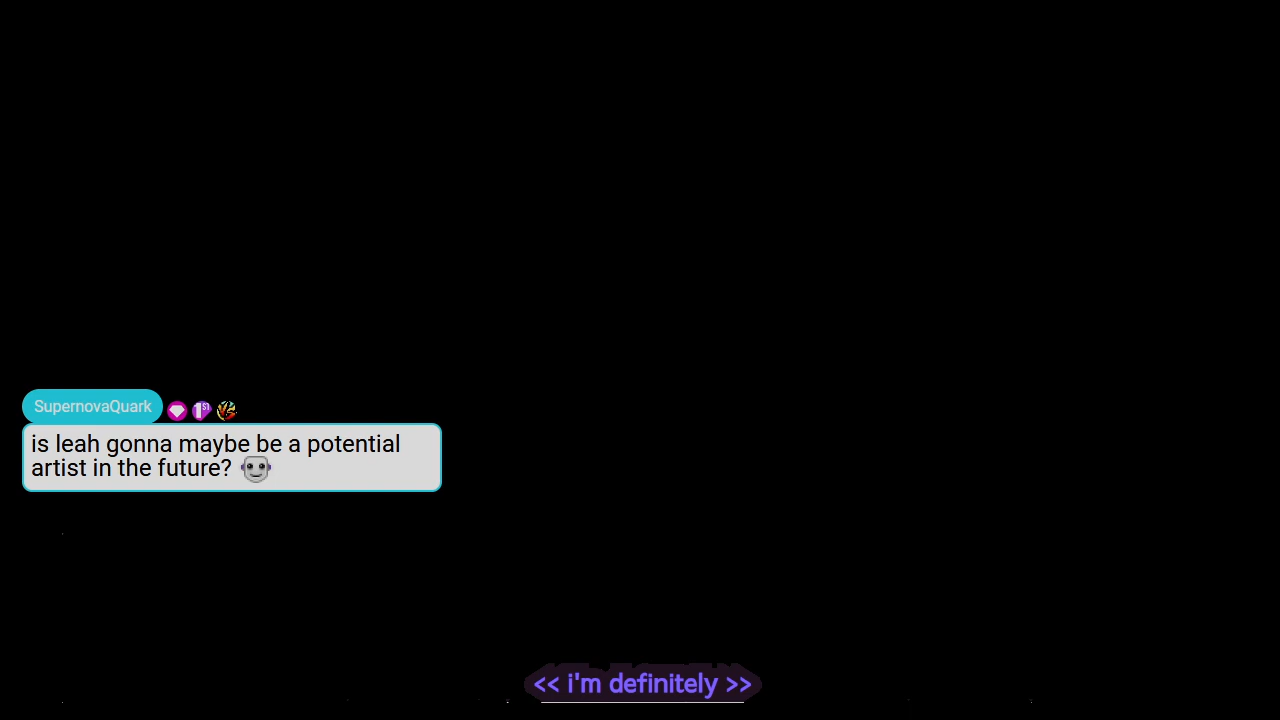 SupernovaQuark
is leah gonna maybe be a potential
artist in the future?
<< i'm definitely >>